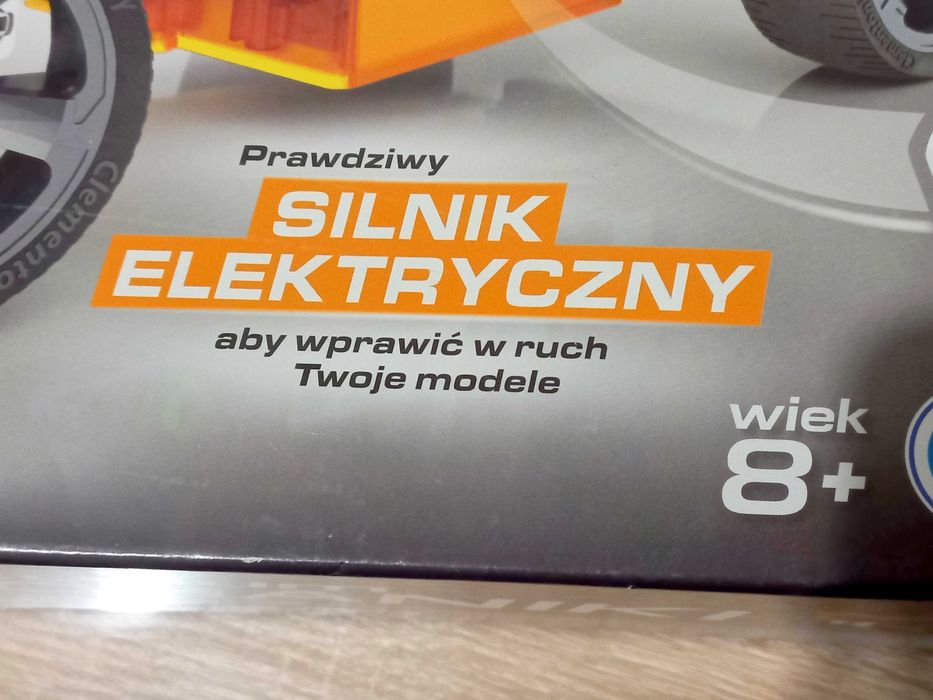 Prawdziwy
SILNIK
ELEKTRYCZNY
aby wprawić w ruch
Twoje modele
wiek
8+